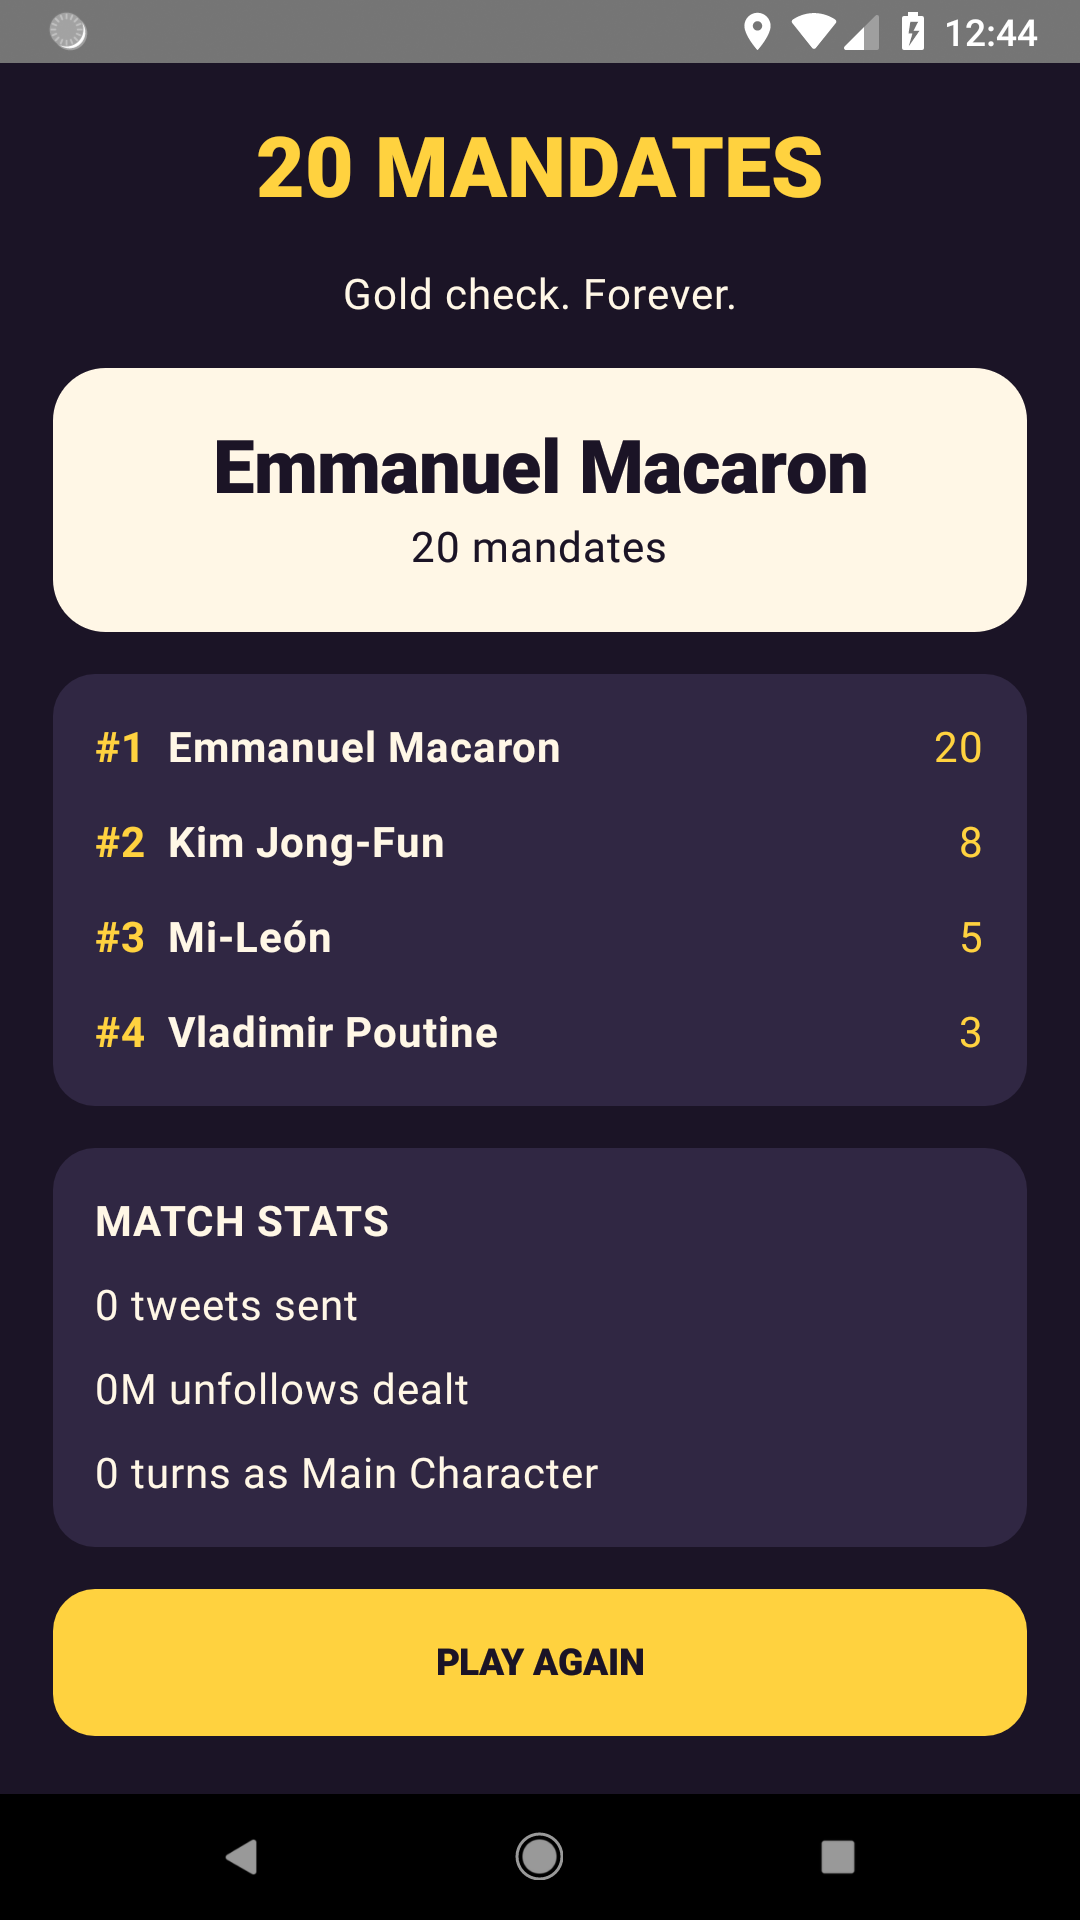 12:44
20 MANDATES
Gold check. Forever.
Emmanuel Macaron
20 mandates
#1 Emmanuel Macaron 20
#2 Kim Jong-Fun 8
#3 Mi-León 5
#4 Vladimir Poutine 3
MATCH STATS
0 tweets sent
0M unfollows dealt
0 turns as Main Character
PLAY AGAIN